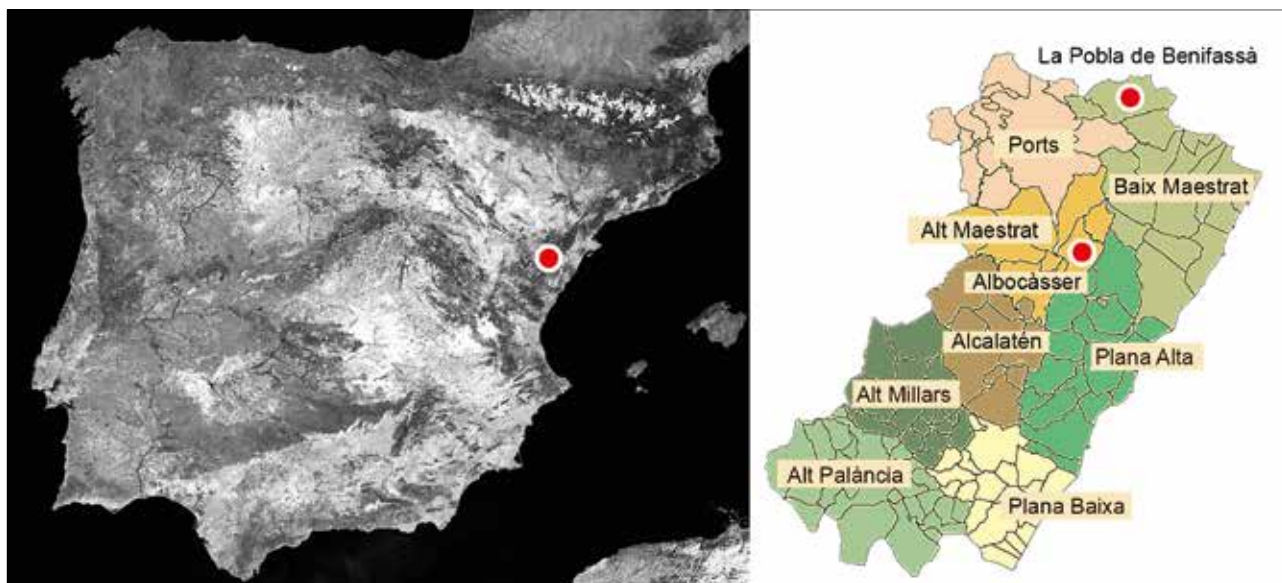 La Pobla de Benifassà
Ports
Baix Maestrat
Alt Maestrat
Albocàsser
Alcalatén
Plana Alta
Alt Millars
Alt Palància
Plana Baixa